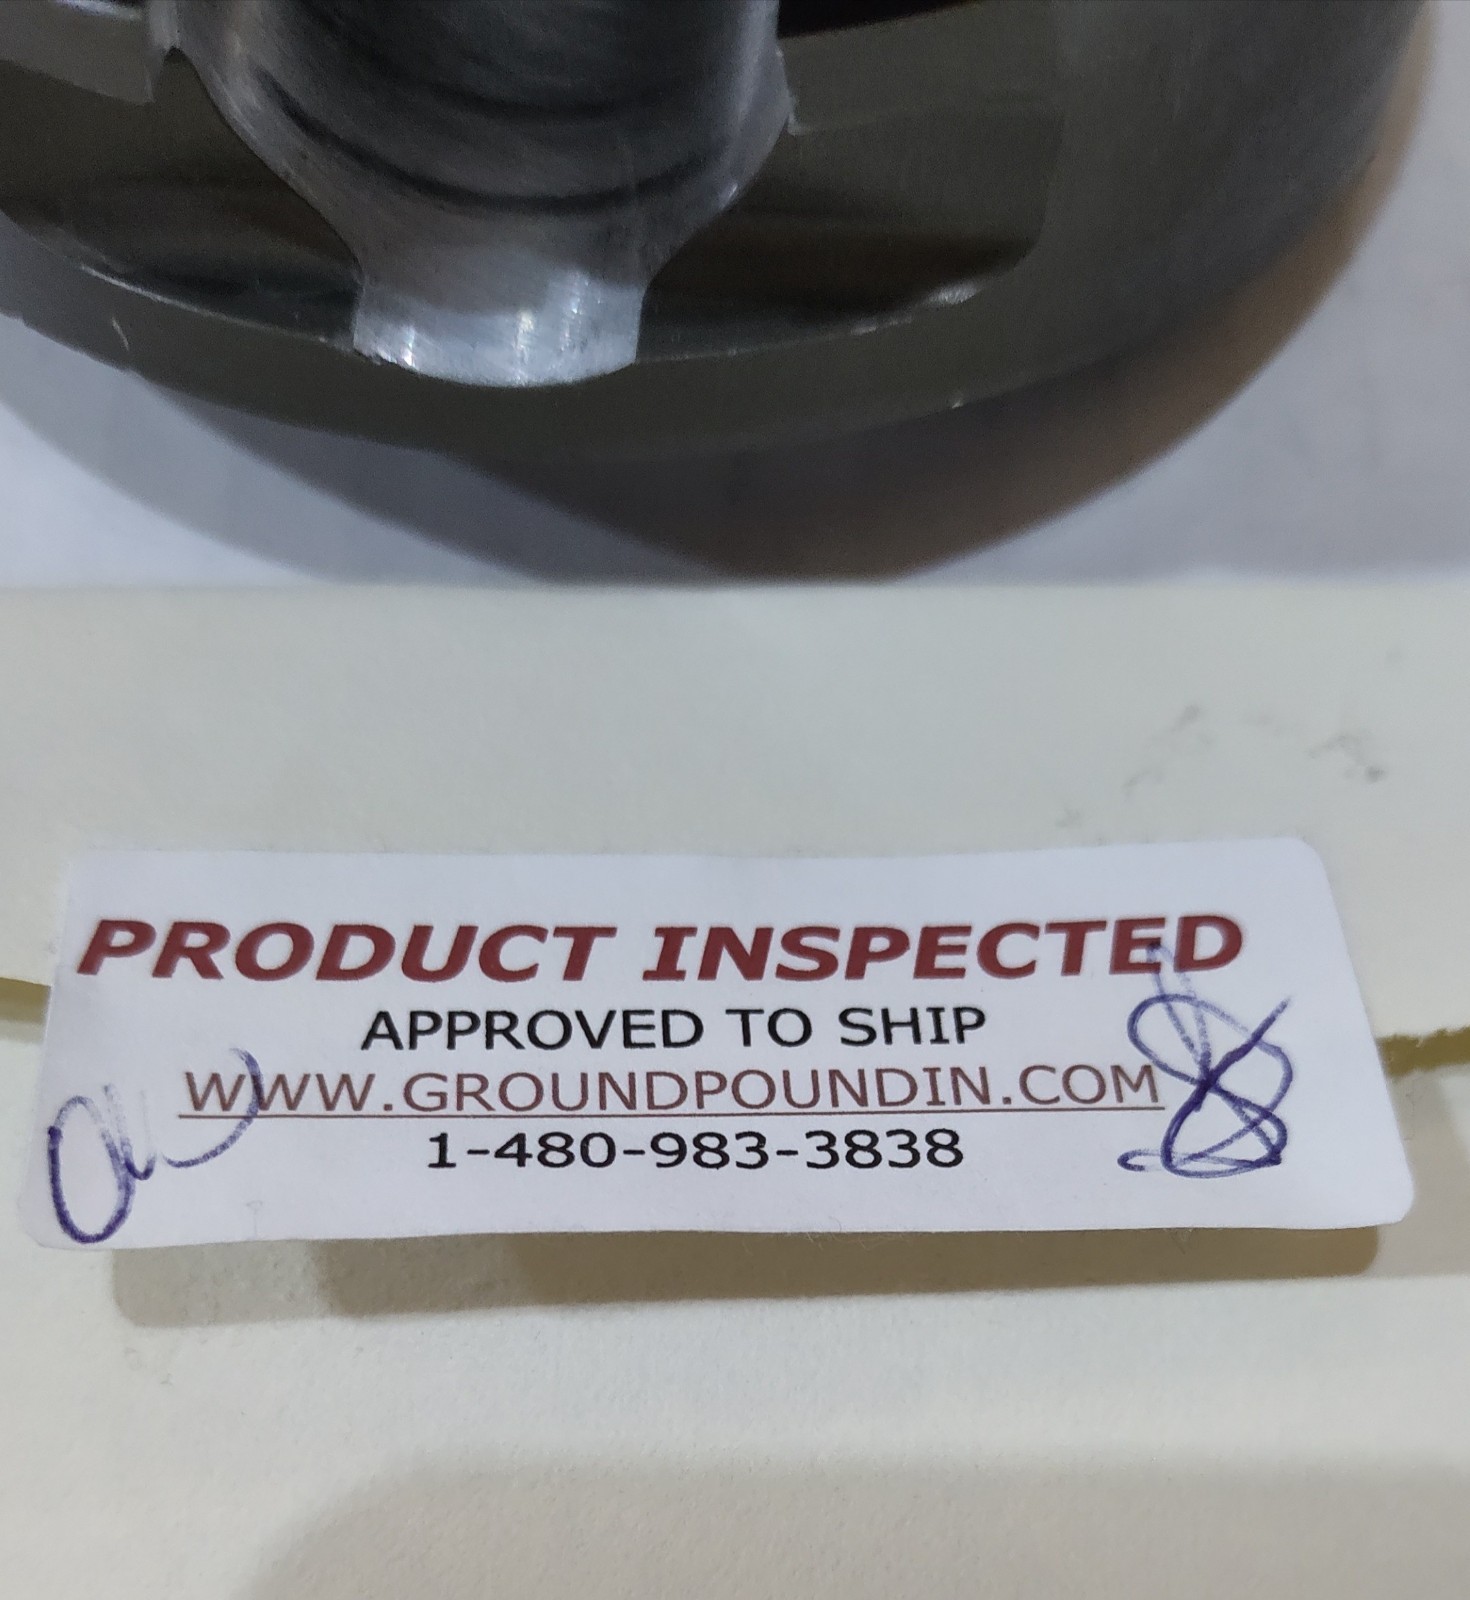 PRODUCT INSPECTED
APPROVED TO SHIP
WWW.GROUNDPOUNDIN.COM
1-480-983-3838